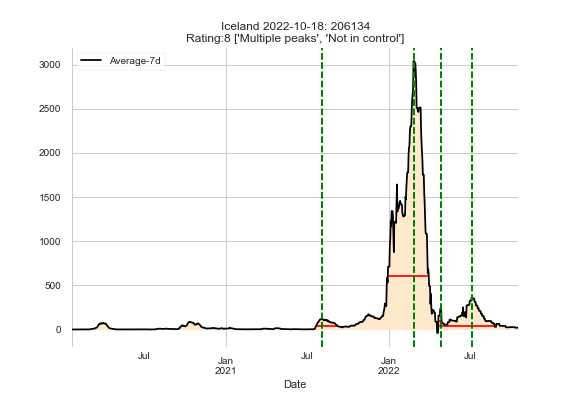 Iceland 2022-10-18: 206134
Rating:8 ['Multiple peaks', 'Not in control']
Average-7d
3000
2500
2000
1500
1000
500
0
Jul
Jan
2021
Jul
Jan
2022
Jul
Date